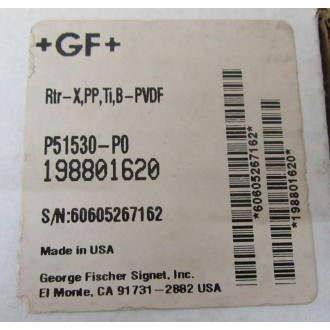 +GF+
Rtr-X,PP,Ti,B-PVDF
P51530-P0
198801620
S/N:60605267162
Made in USA
George Fischer Signet, Inc.
El Monte, CA 91731-2882 USA
*60605267162*
*198801620*